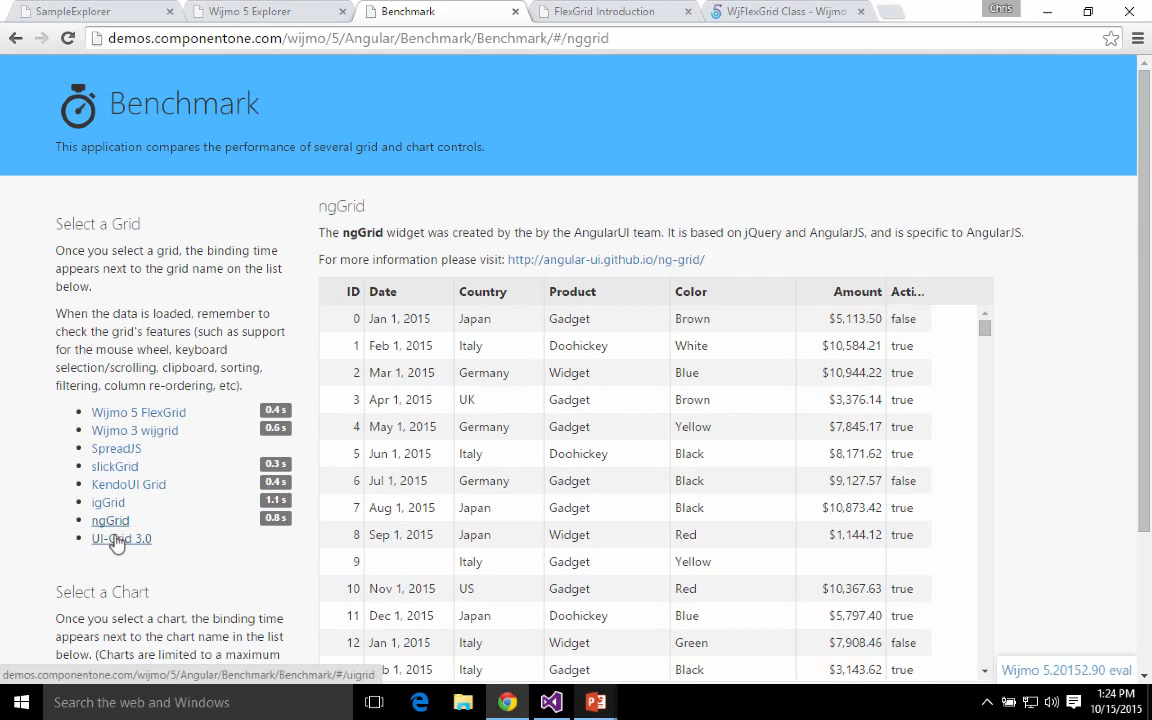 SampleExplorer
Wijmo 5 Explorer
Benchmark
FlexGrid Introduction
WjFlexGrid Class - Wijmo
Chris
demos.componentone.com/wijmo/5/Angular/Benchmark/Benchmark/#/nggrid
Benchmark
This application compares the performance of several grid and chart controls.
Select a Grid
Once you select a grid, the binding time
appears next to the grid name on the list
below.
When the data is loaded, remember to
check the grid's features (such as support
for the mouse wheel, keyboard
selection/scrolling, clipboard, sorting,
filtering, column re-ordering, etc).
Wijmo 5 FlexGrid 0.4 s
Wijmo 3 wijgrid 0.6 s
SpreadJS
slickGrid 0.3 s
KendoUI Grid 0.4 s
igGrid 1.1 s
ngGrid 0.8 s
UI-Grid 3.0
Select a Chart
Once you select a chart, the binding time
appears next to the chart name in the list
below. (Charts are limited to a maximum
ngGrid
The ngGrid widget was created by the by the AngularUI team. It is based on jQuery and AngularJS, and is specific to AngularJS.
For more information please visit: http://angular-ui.github.io/ng-grid/
ID Date Country Product Color Amount Acti...
0 Jan 1, 2015 Japan Gadget Brown $5,113.50 false
1 Feb 1, 2015 Italy Doohickey White $10,584.21 true
2 Mar 1, 2015 Germany Widget Blue $10,944.22 true
3 Apr 1, 2015 UK Gadget Brown $3,376.14 true
4 May 1, 2015 Germany Gadget Yellow $7,845.17 true
5 Jun 1, 2015 Italy Doohickey Black $8,171.62 true
6 Jul 1, 2015 Germany Gadget Black $9,127.57 false
7 Aug 1, 2015 Japan Gadget Black $10,873.42 true
8 Sep 1, 2015 Japan Widget Red $1,144.12 true
9 Italy Gadget Yellow
10 Nov 1, 2015 US Gadget Red $10,367.63 true
11 Dec 1, 2015 Japan Doohickey Blue $5,797.40 true
12 Jan 1, 2015 Italy Widget Green $7,908.46 false
1, 2015 Italy Gadget Black $3,143.62 true
demos.componentone.com/wijmo/5/Angular/Benchmark/Benchmark/#/uigrid
Wijmo 5.20152.90 eval
Search the web and Windows
1:24 PM
10/15/2015